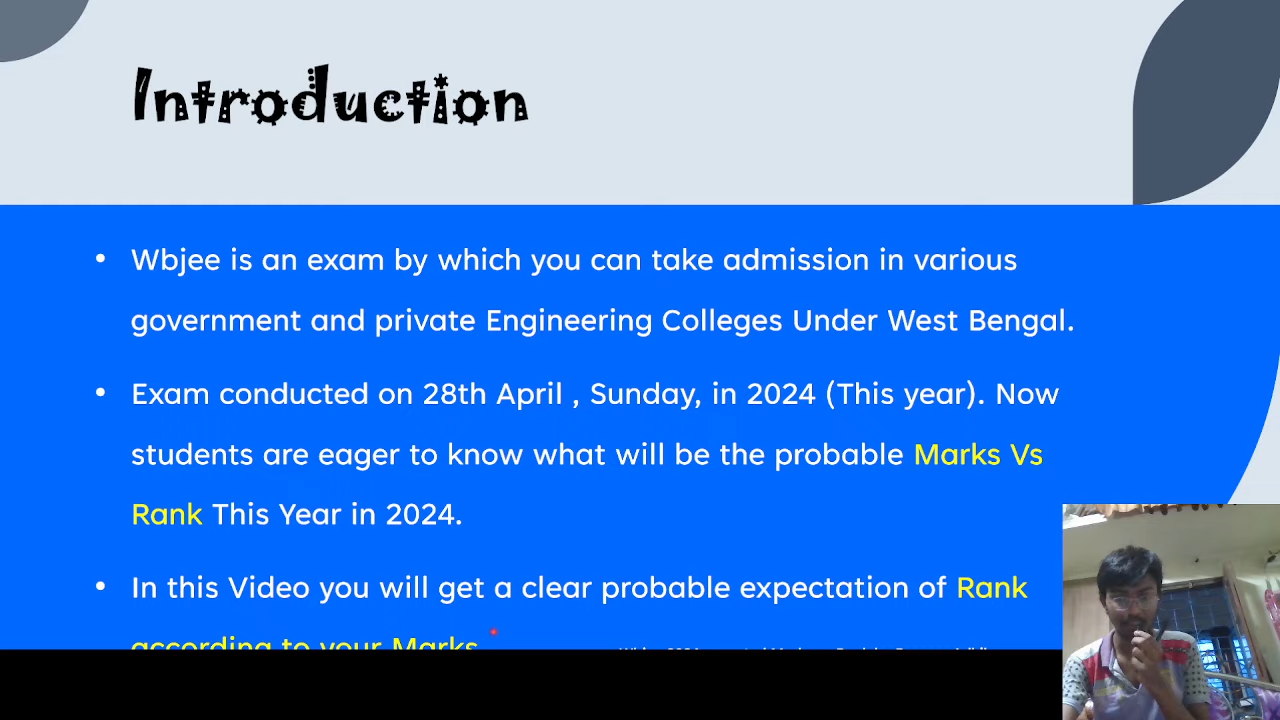 Introduction
• Wbjee is an exam by which you can take admission in various
government and private Engineering Colleges Under West Bengal.
• Exam conducted on 28th April , Sunday, in 2024 (This year). Now
students are eager to know what will be the probable Marks Vs
Rank This Year in 2024.
• In this Video you will get a clear probable expectation of Rank
according to your Marks